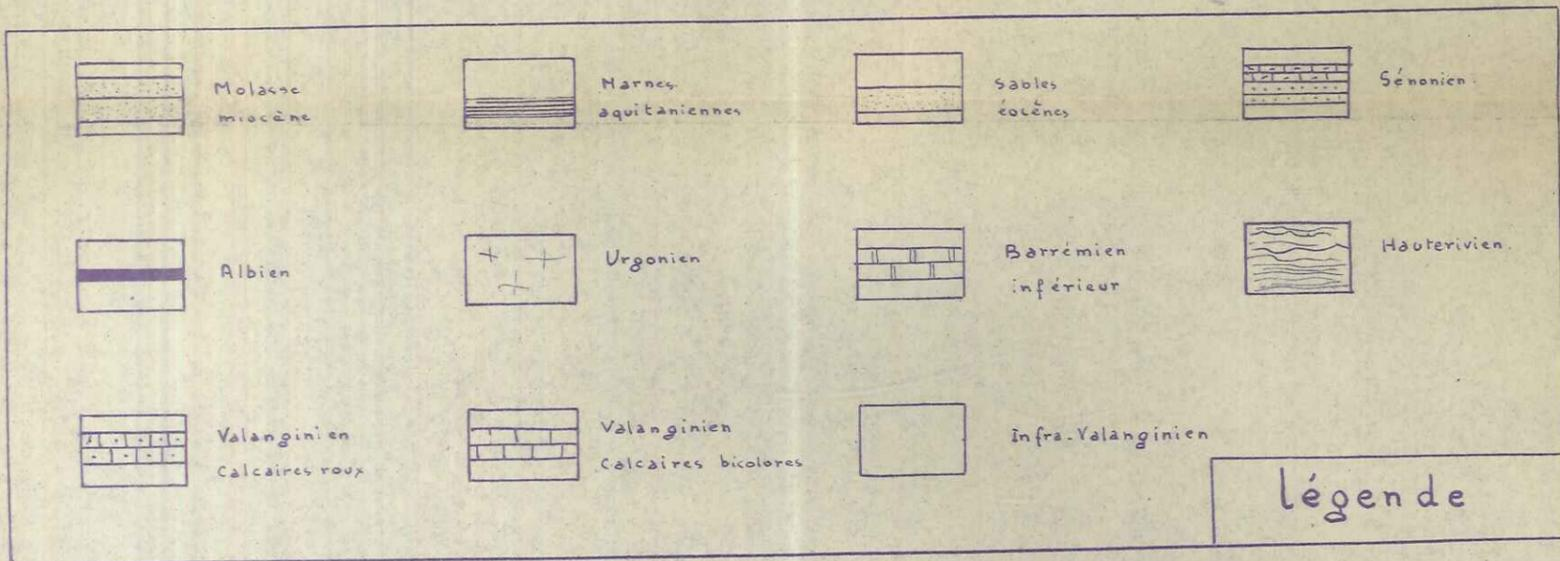 Molasse
miocène
Marnes
aquitaniennes
Sables
éocènes
Sénonien.
Albien
Urgonien
Barrémien
inférieur
Hauterivien.
Valanginien
Calcaires roux
Valanginien
Calcaires bicolores
Infra-Valanginien
légende